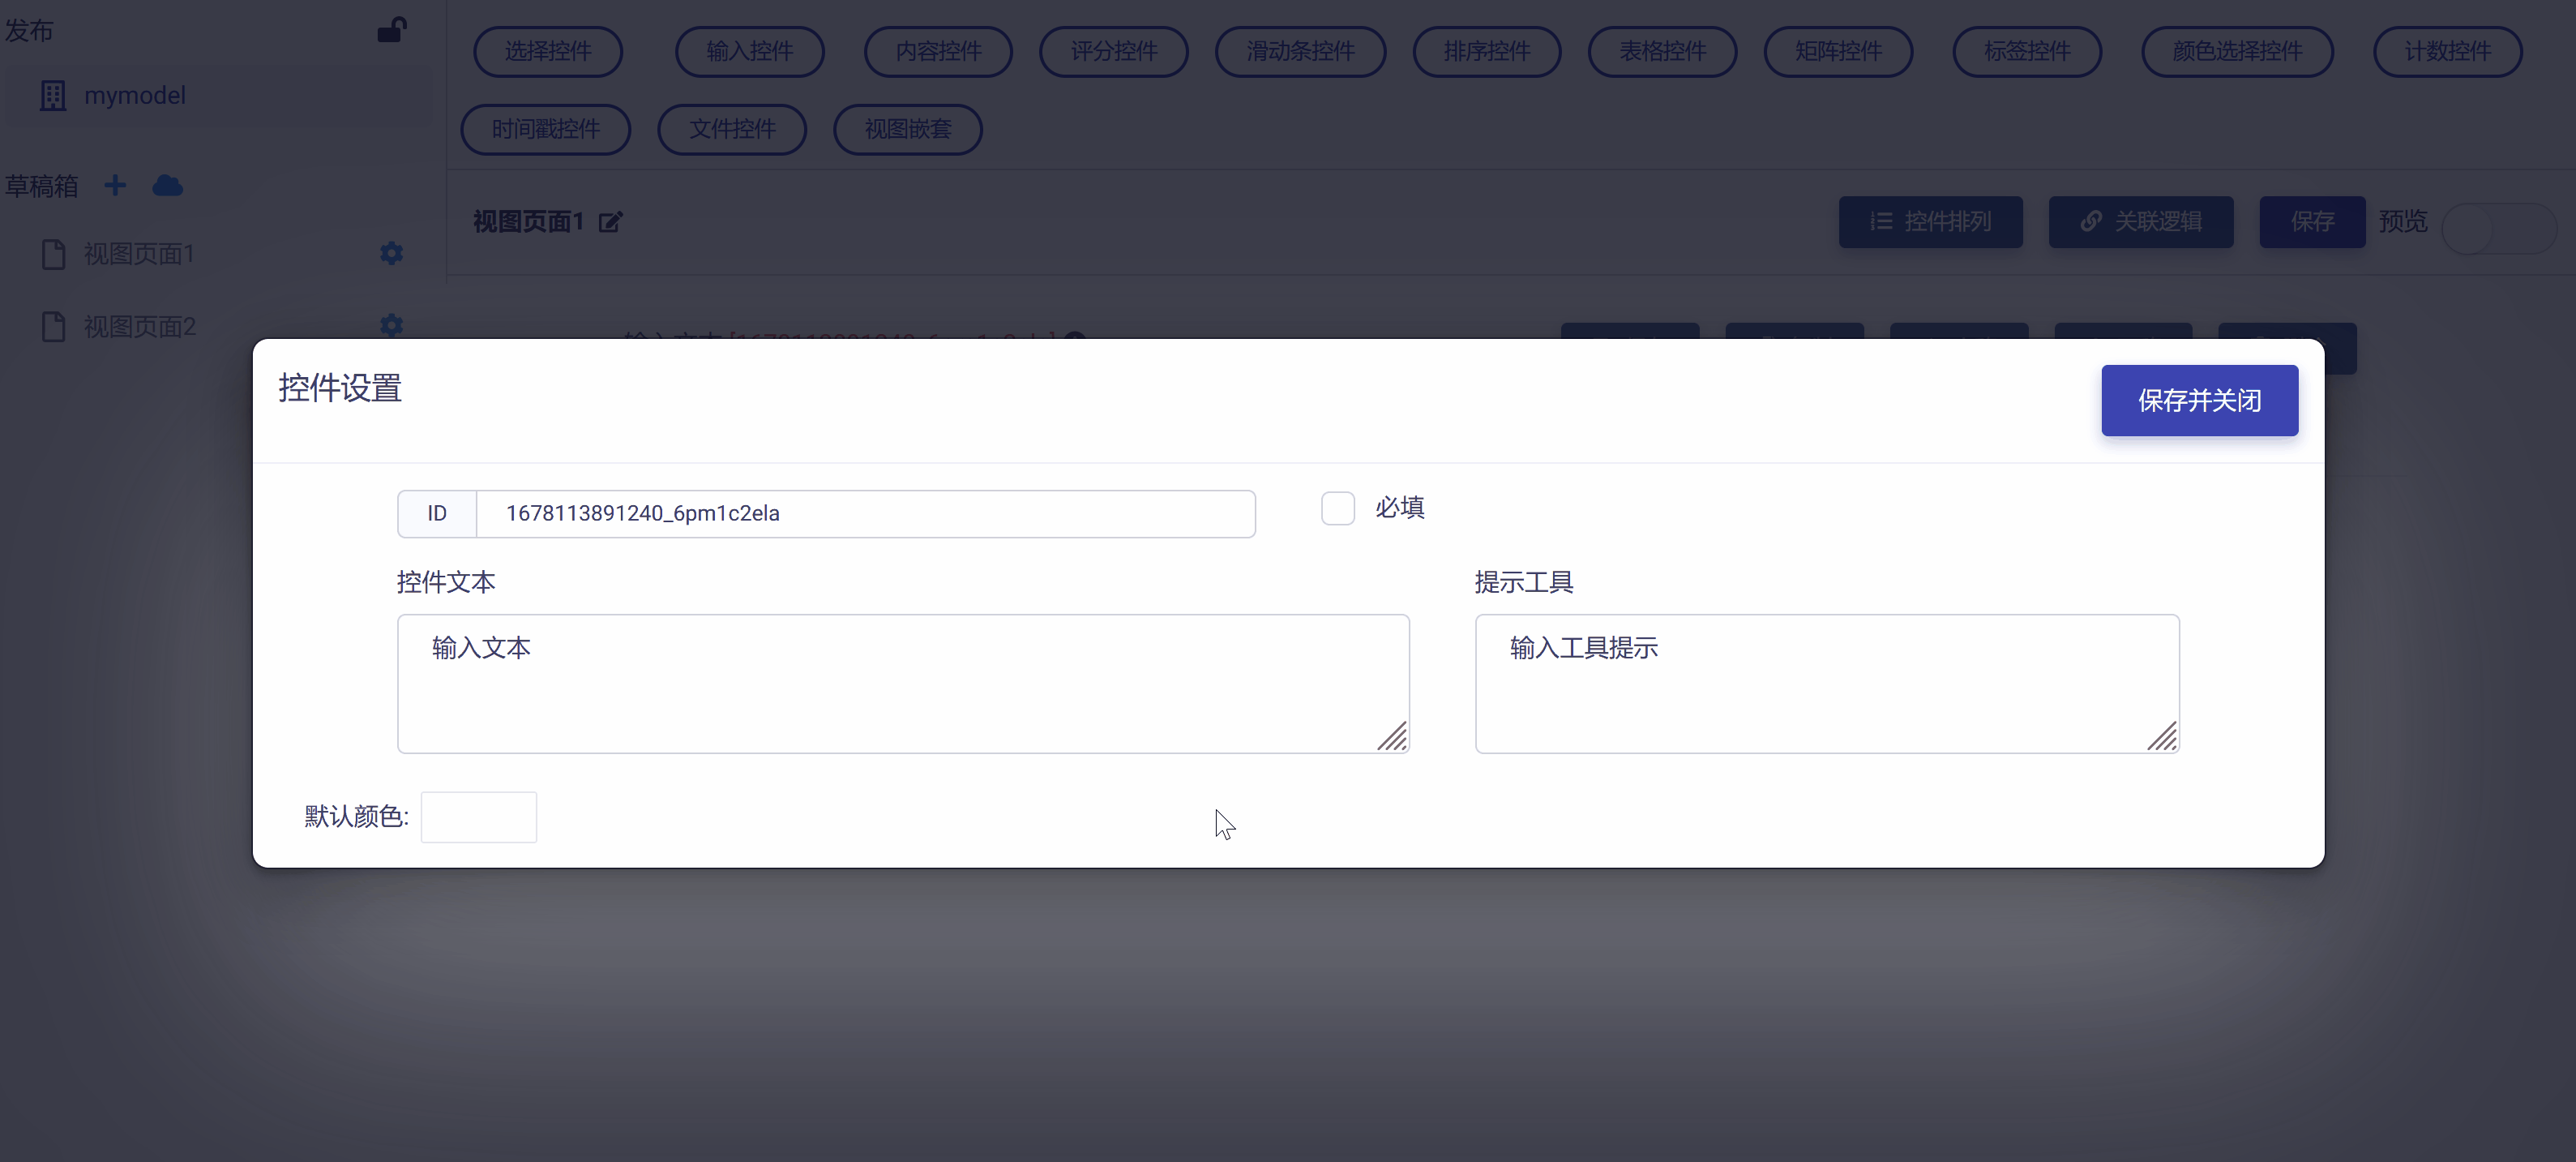 发布
mymodel
草稿箱
视图页面1
视图页面2
选择控件 输入控件 内容控件 评分控件 滑动条控件 排序控件 表格控件 矩阵控件 标签控件 颜色选择控件 计数控件
时间戳控件 文件控件 视图嵌套
视图页面1 控件排列 关联逻辑 保存 预览
控件设置 保存并关闭
ID 1678113891240_6pm1c2ela 必填
控件文本 提示工具
输入文本 输入工具提示
默认颜色: